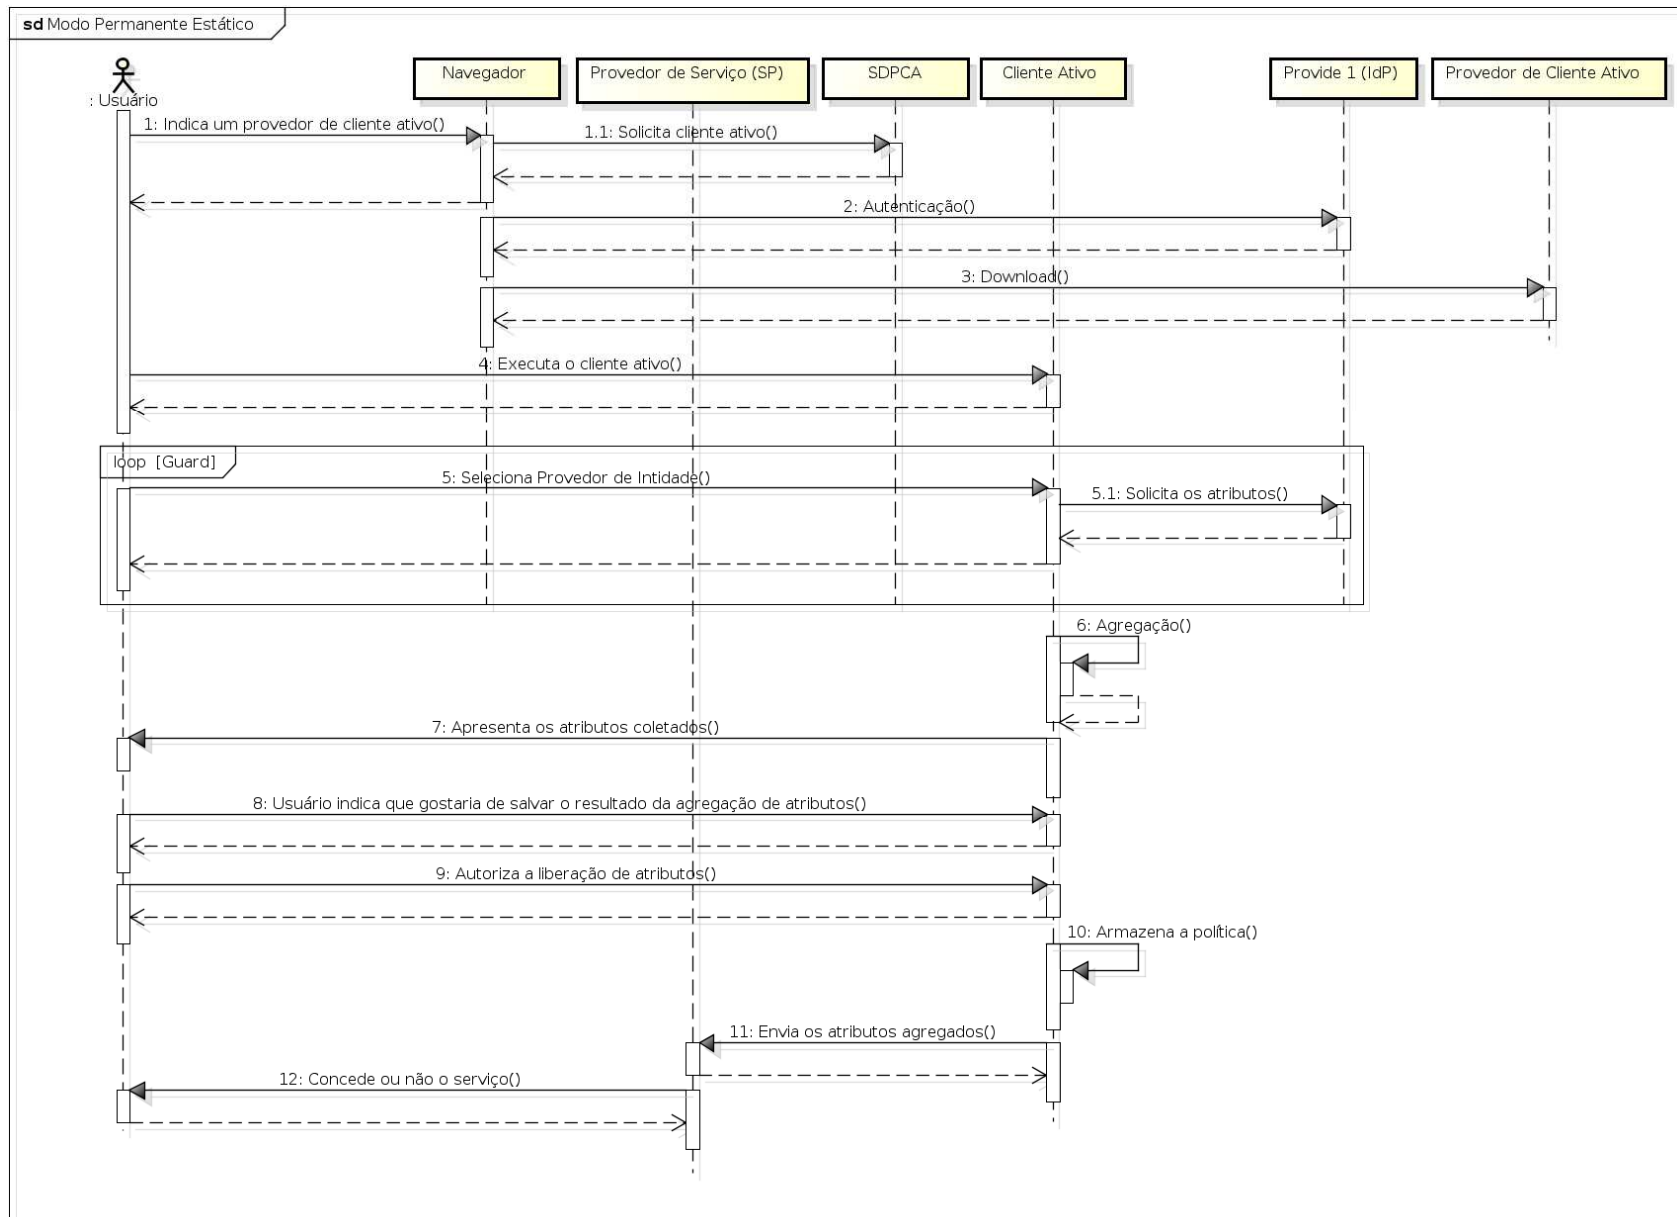 sd Modo Permanente Estático
: Usuário
Navegador
Provedor de Serviço (SP)
SDPCA
Cliente Ativo
Provide 1 (IdP)
Provedor de Cliente Ativo
1: Indica um provedor de cliente ativo()
1.1: Solicita cliente ativo()
2: Autenticação()
3: Download()
4: Executa o cliente ativo()
loop [Guard]
5: Seleciona Provedor de Intidade()
5.1: Solicita os atributos()
6: Agregação()
7: Apresenta os atributos coletados()
8: Usuário indica que gostaria de salvar o resultado da agregação de atributos()
9: Autoriza a liberação de atributos()
10: Armazena a política()
11: Envia os atributos agregados()
12: Concede ou não o serviço()